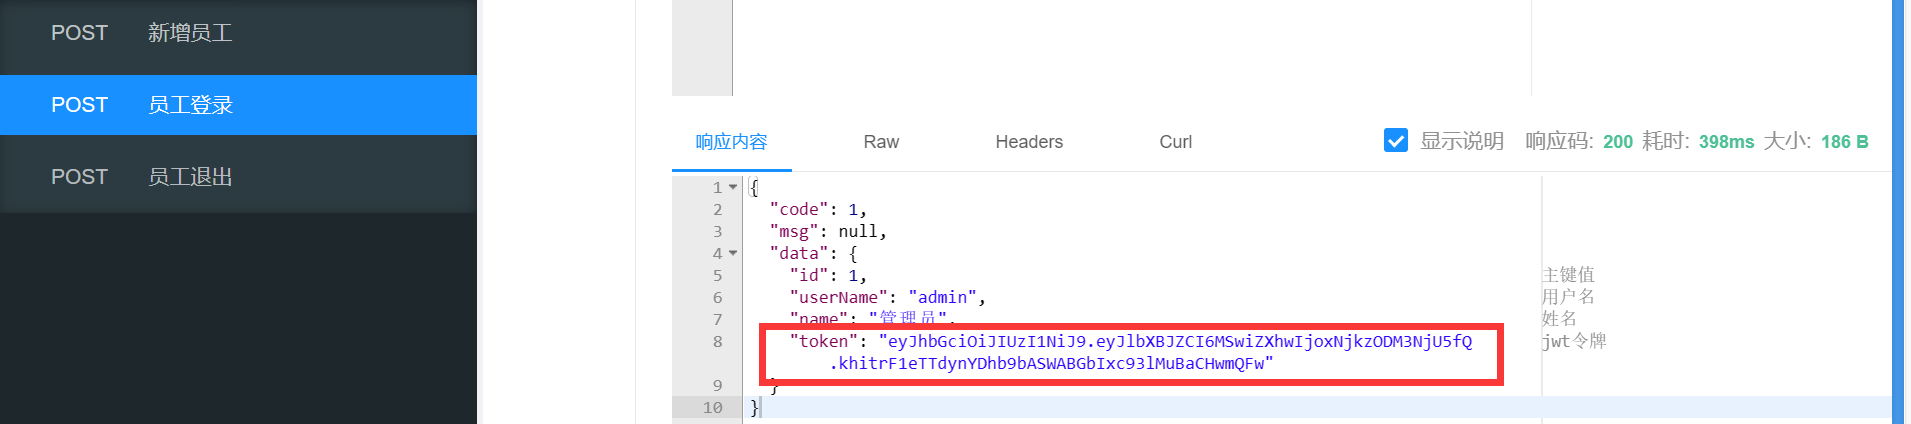 POST 新增员工
POST 员工登录
POST 员工退出
响应内容 Raw Headers Curl 显示说明 响应码: 200 耗时: 398ms 大小: 186 B
1 {
2 "code": 1,
3 "msg": null,
4 "data": {
5 "id": 1, 主键值
6 "userName": "admin", 用户名
7 "name": "管理员", 姓名
8 "token": "eyJhbGciOiJIUzI1NiJ9.eyJlbXBJZCI6MSwiZXhwIjoxNjkzODM3NjU5fQ jwt令牌
.khitrF1eTTdynYDhb9bASWABGbIxc93lMuBaCHwmQFw"
9 }
10 }